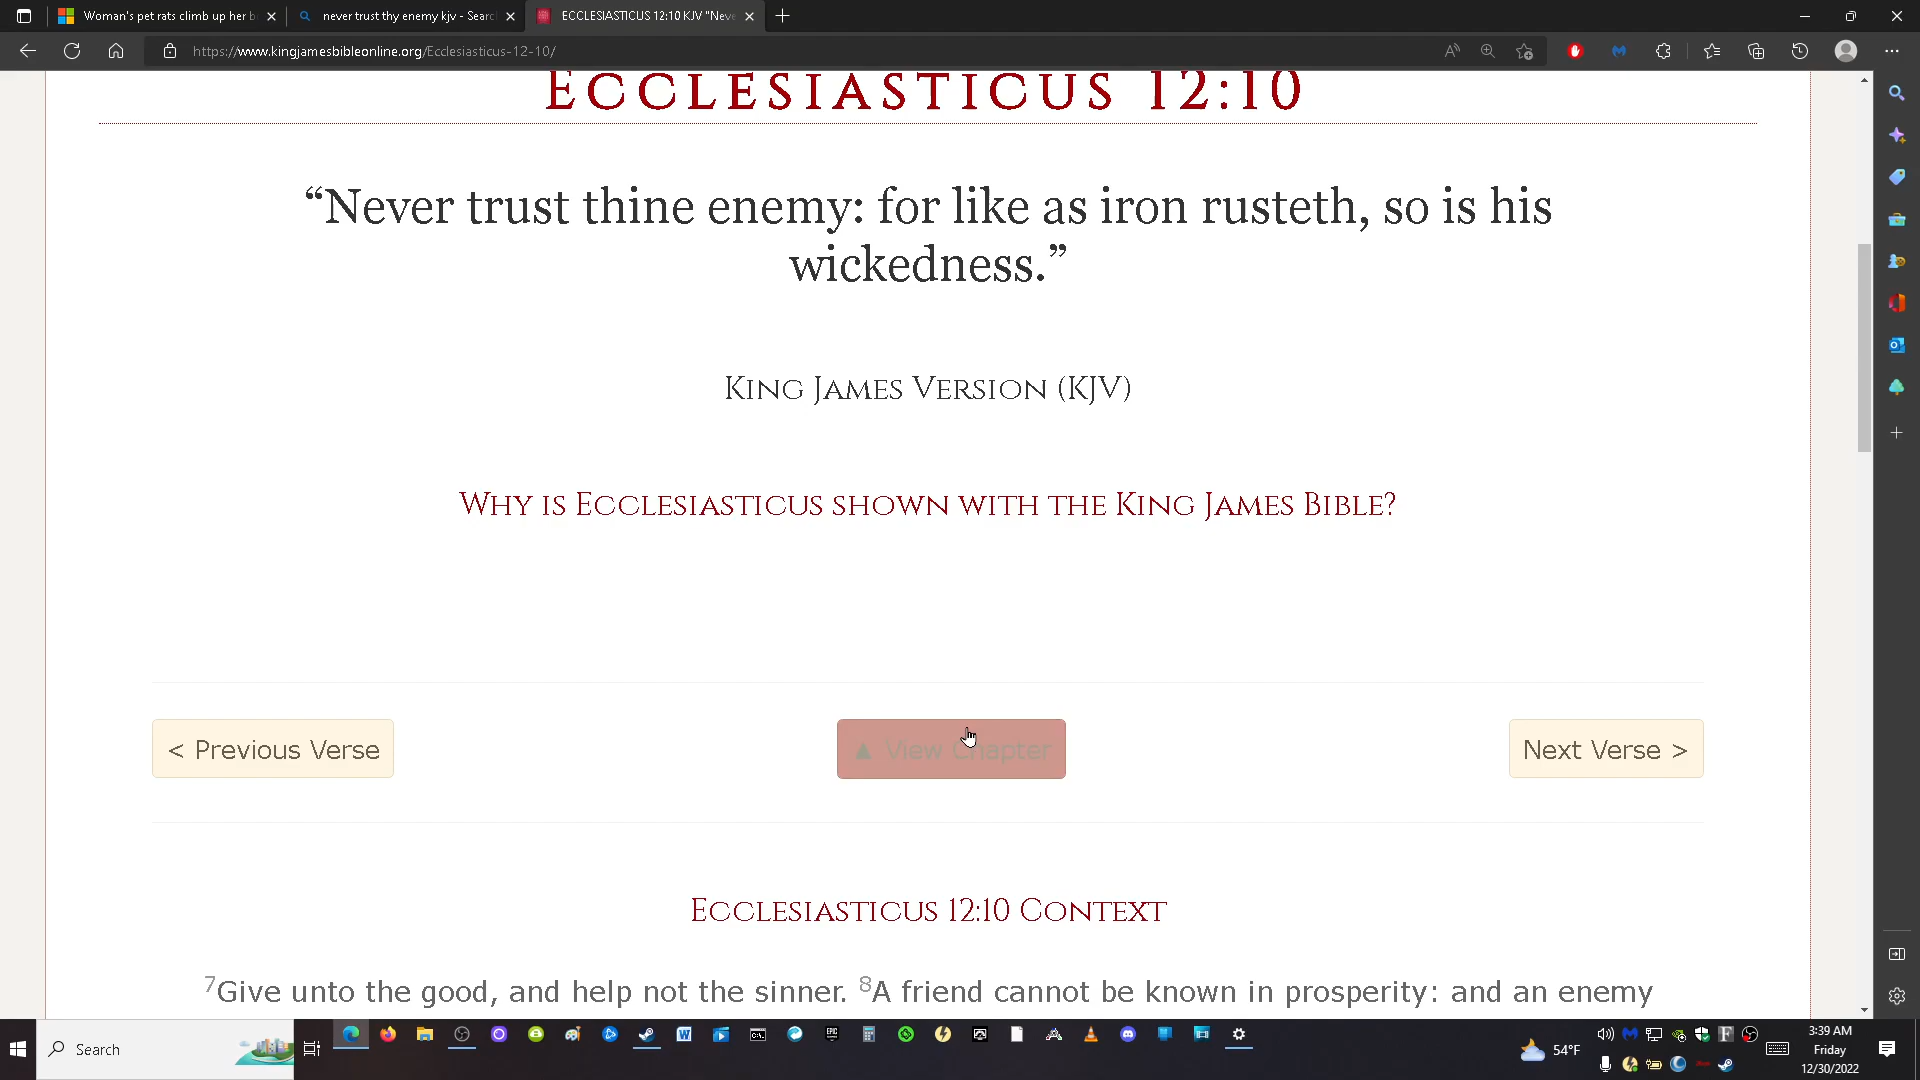 Woman's pet rats climb up her b
never trust thy enemy kjv - Searc
ECCLESIASTICUS 12:10 KJV "Neve
https://www.kingjamesbibleonline.org/Ecclesiasticus-12-10/
Ecclesiasticus 12:10
“Never trust thine enemy: for like as iron rusteth, so is his
wickedness.”
King James Version (KJV)
Why is Ecclesiasticus shown with the King James Bible?
< Previous Verse
▲ View Chapter
Next Verse >
Ecclesiasticus 12:10 Context
7Give unto the good, and help not the sinner. 8A friend cannot be known in prosperity: and an enemy
Search
54°F
3:39 AM
Friday
12/30/2022